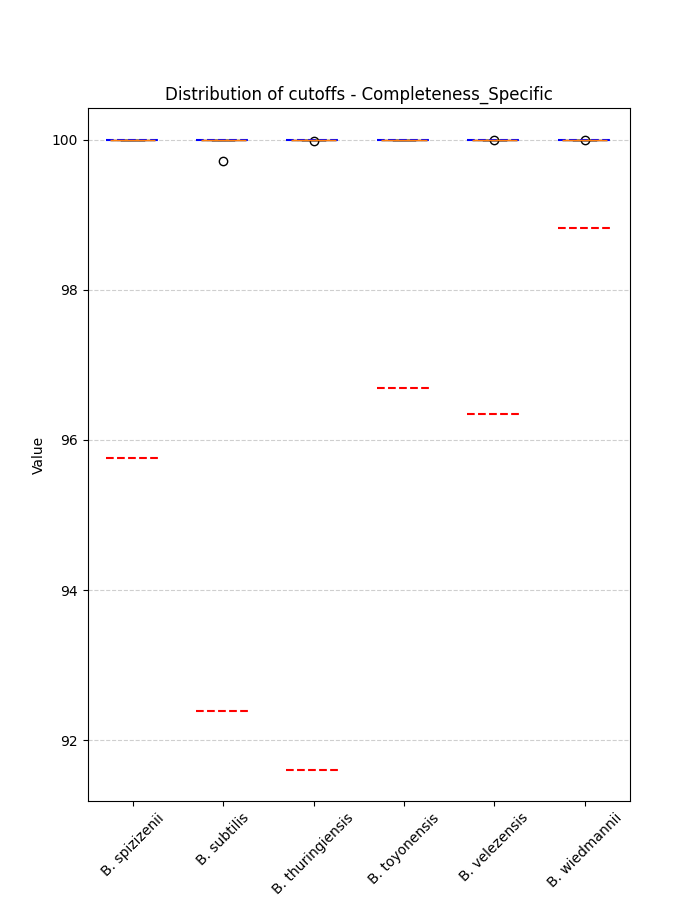 Distribution of cutoffs - Completeness_Specific
Value
100
98
96
94
92
B. spizizenii
B. subtilis
B. thuringiensis
B. toyonensis
B. velezensis
B. wiedmannii